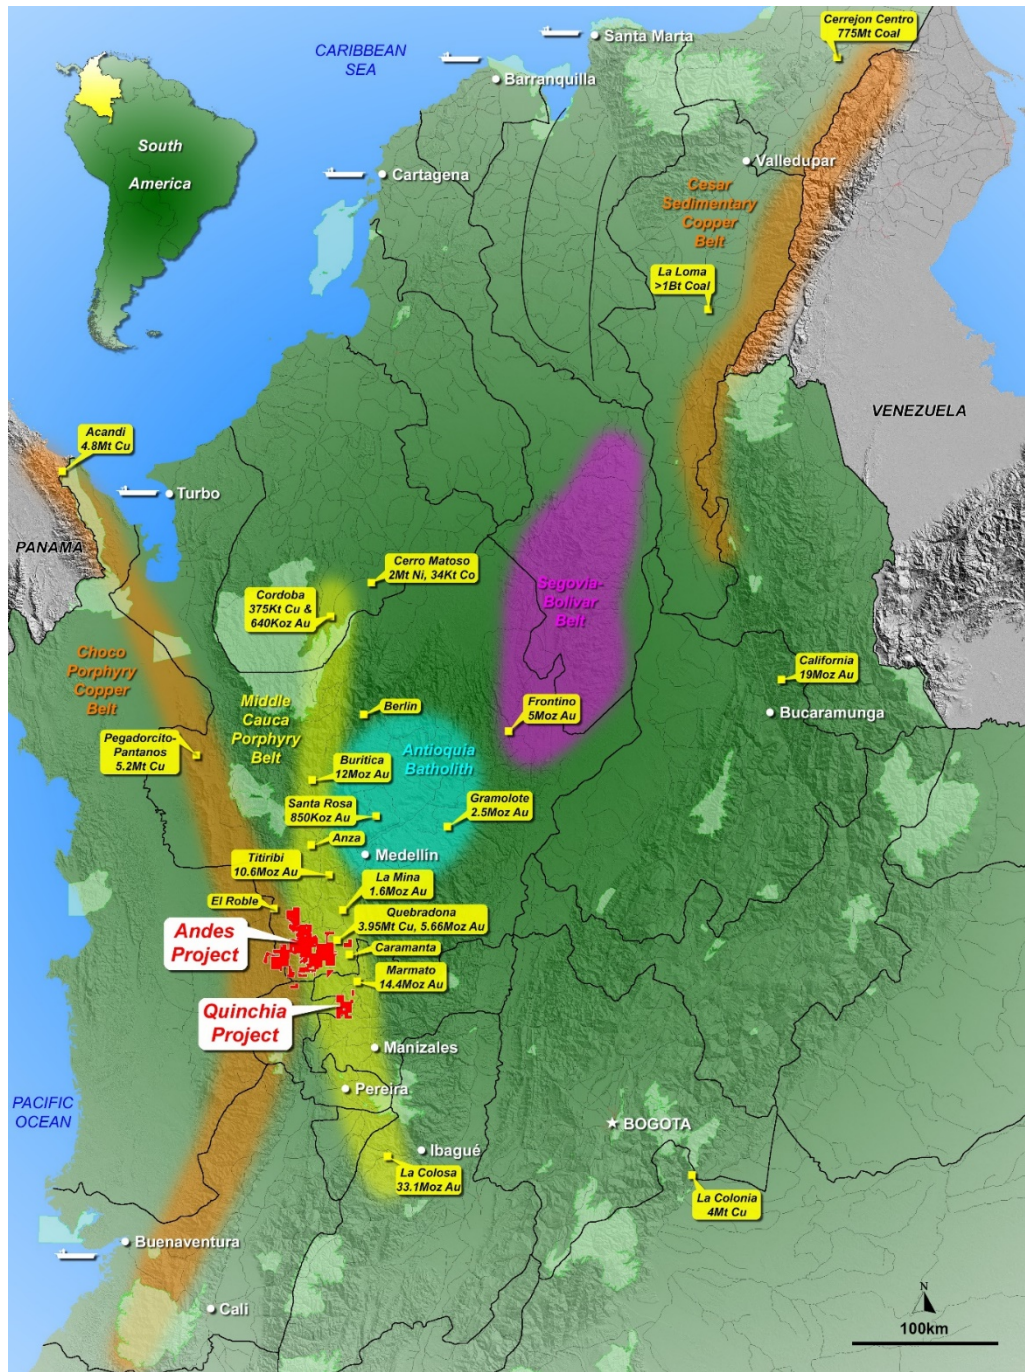 Cerrejon Centro
775Mt Coal
Santa Marta
CARIBBEAN
SEA
Barranquilla
South
America
Valledupar
Cartagena
Cesar
Sedimentary
Copper
Belt
La Loma
>1Bt Coal
VENEZUELA
Acandi
4.8Mt Cu
Turbo
PANAMA
Cerro Matoso
2Mt Ni, 34Kt Co
Cordoba
375Kt Cu &
640Koz Au
Segovia-
Bolivar
Belt
Choco
Porphyry
Copper
Belt
California
19Moz Au
Middle
Cauca
Porphyry
Belt
Berlin
Frontino
5Moz Au
Bucaramunga
Pegadorcito-
Pantanos
5.2Mt Cu
Antioquia
Batholith
Buritica
12Moz Au
Santa Rosa
850Koz Au
Gramolote
2.5Moz Au
Anza
Medellín
Titiribi
10.6Moz Au
La Mina
1.6Moz Au
El Roble
Quebradona
3.95Mt Cu, 5.66Moz Au
Andes
Project
Caramanta
Marmato
14.4Moz Au
Quinchia
Project
Manizales
Pereira
PACIFIC
OCEAN
BOGOTA
Ibagué
La Colosa
33.1Moz Au
La Colonia
4Mt Cu
Buenaventura
Cali
N
100km